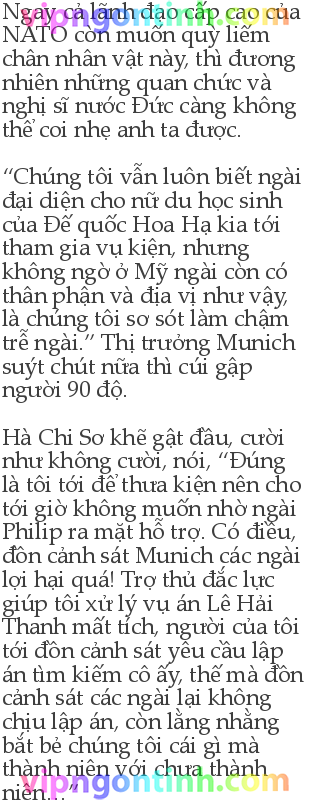 Ngay cả lãnh đạo cấp cao của
NATO còn muốn quỳ liếm
chân nhân vật này, thì đương
nhiên những quan chức và
nghị sĩ nước Đức càng không
thể coi nhẹ anh ta được.
“Chúng tôi vẫn luôn biết ngài
đại diện cho nữ du học sinh
của Đế quốc Hoa Hạ kia tới
tham gia vụ kiện, nhưng
không ngờ ở Mỹ ngài còn có
thân phận và địa vị như vậy,
là chúng tôi sơ sót làm chậm
trễ ngài.” Thị trưởng Munich
suýt chút nữa thì cúi gập
người 90 độ.
Hà Chi Sơ khẽ gật đầu, cười
như không cười, nói, “Đúng
là tôi tới để thưa kiện nên cho
tới giờ không muốn nhờ ngài
Philip ra mặt hỗ trợ. Có điều,
đồn cảnh sát Munich các ngài
lợi hại quá! Trợ thủ đắc lực
giúp tôi xử lý vụ án Lê Hải
Thanh mất tích, người của tôi
tới đồn cảnh sát yêu cầu lập
án tìm kiếm cô ấy, thế mà đồn
cảnh sát các ngài lại không
chịu lập án, còn lằng nhằng
bắt bẻ chúng tôi cái gì mà
thành niên với chưa thành
niên…”
vipngontinh.com
vipngontinh.com